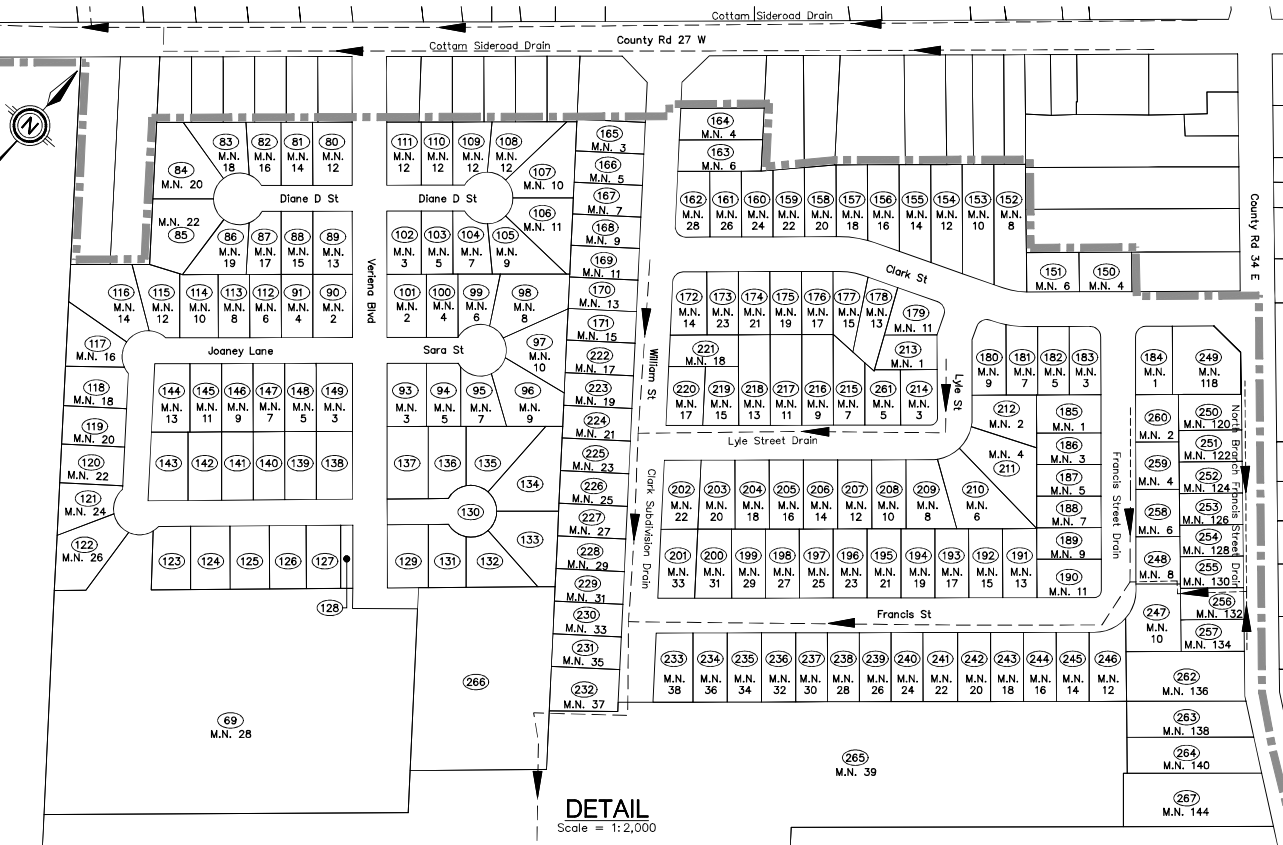 Cottam Sideroad Drain
Cottam Sideroad Drain
County Rd 27 W
N
164
M.N. 4
163
M.N. 6
165
M.N. 3
166
M.N. 5
167
M.N. 7
168
M.N. 9
169
M.N. 11
170
M.N. 13
171
M.N. 15
222
M.N. 17
223
M.N. 19
224
M.N. 21
225
M.N. 23
226
M.N. 25
227
M.N. 27
228
M.N. 29
229
M.N. 31
230
M.N. 33
231
M.N. 35
232
M.N. 37
84
M.N. 20
83 82 81 80
M.N. M.N. M.N. M.N.
18 16 14 12
111 110 109 108
M.N. M.N. M.N. M.N.
12 12 12 12
107
M.N. 10
Diane D St
Diane D St
M.N. 22
85
86 87 88 89
M.N. M.N. M.N. M.N.
19 17 15 13
102 103 104 105
M.N. M.N. M.N. M.N.
3 5 7 9
106
M.N. 11
Veriena Blvd
116 115 114 113 112 91 90
M.N. M.N. M.N. M.N. M.N. M.N. M.N.
14 12 10 8 6 4 2
101 100 99 98
M.N. M.N. M.N. M.N.
2 4 6 8
97
M.N.
10
Joaney Lane
Sara St
117
M.N. 16
118
M.N. 18
119
M.N. 20
120
M.N. 22
121
M.N. 24
122
M.N. 26
144 145 146 147 148 149
M.N. M.N. M.N. M.N. M.N. M.N.
13 11 9 7 5 3
93 94 95 96
M.N. M.N. M.N. M.N.
3 5 7 9
143 142 141 140 139 138
137 136 135
134
130
133
123 124 125 126 127
129 131 132
128
69
M.N. 28
266
William St
Clark Subdivision Drain
162 161 160 159 158 157 156 155 154 153 152
M.N. M.N. M.N. M.N. M.N. M.N. M.N. M.N. M.N. M.N. M.N.
28 26 24 22 20 18 16 14 12 10 8
151 150
M.N. 6 M.N. 4
County Rd 34 E
Clark St
172 173 174 175 176 177 178
M.N. M.N. M.N. M.N. M.N. M.N. M.N.
14 23 21 19 17 15 13
179
M.N. 11
221
M.N. 18
213
M.N. 1
220 219 218 217 216 215 261 214
M.N. M.N. M.N. M.N. M.N. M.N. M.N. M.N.
17 15 13 11 9 7 5 3
Lyle St
Lyle Street Drain
180 181 182 183
M.N. M.N. M.N. M.N.
9 7 5 3
184
M.N.
1
249
M.N.
118
212
M.N. 2
M.N. 4
211
185
M.N. 1
186
M.N. 3
187
M.N. 5
188
M.N. 7
189
M.N. 9
190
M.N. 11
Francis Street Drain
260
M.N. 2
259
M.N. 4
258
M.N. 6
248
M.N. 8
250
M.N. 120
251
M.N. 122
252
M.N. 124
253
M.N. 126
254
M.N. 128
255
M.N. 130
North Branch Francis Street Drain
256
M.N. 132
257
M.N. 134
247
M.N.
10
202 203 204 205 206 207 208 209 210
M.N. M.N. M.N. M.N. M.N. M.N. M.N. M.N. M.N.
22 20 18 16 14 12 10 8 6
201 200 199 198 197 196 195 194 193 192 191
M.N. M.N. M.N. M.N. M.N. M.N. M.N. M.N. M.N. M.N. M.N.
33 31 29 27 25 23 21 19 17 15 13
Francis St
233 234 235 236 237 238 239 240 241 242 243 244 245 246
M.N. M.N. M.N. M.N. M.N. M.N. M.N. M.N. M.N. M.N. M.N. M.N. M.N. M.N.
38 36 34 32 30 28 26 24 22 20 18 16 14 12
262
M.N. 136
263
M.N. 138
264
M.N. 140
267
M.N. 144
265
M.N. 39
DETAIL
Scale = 1:2,000